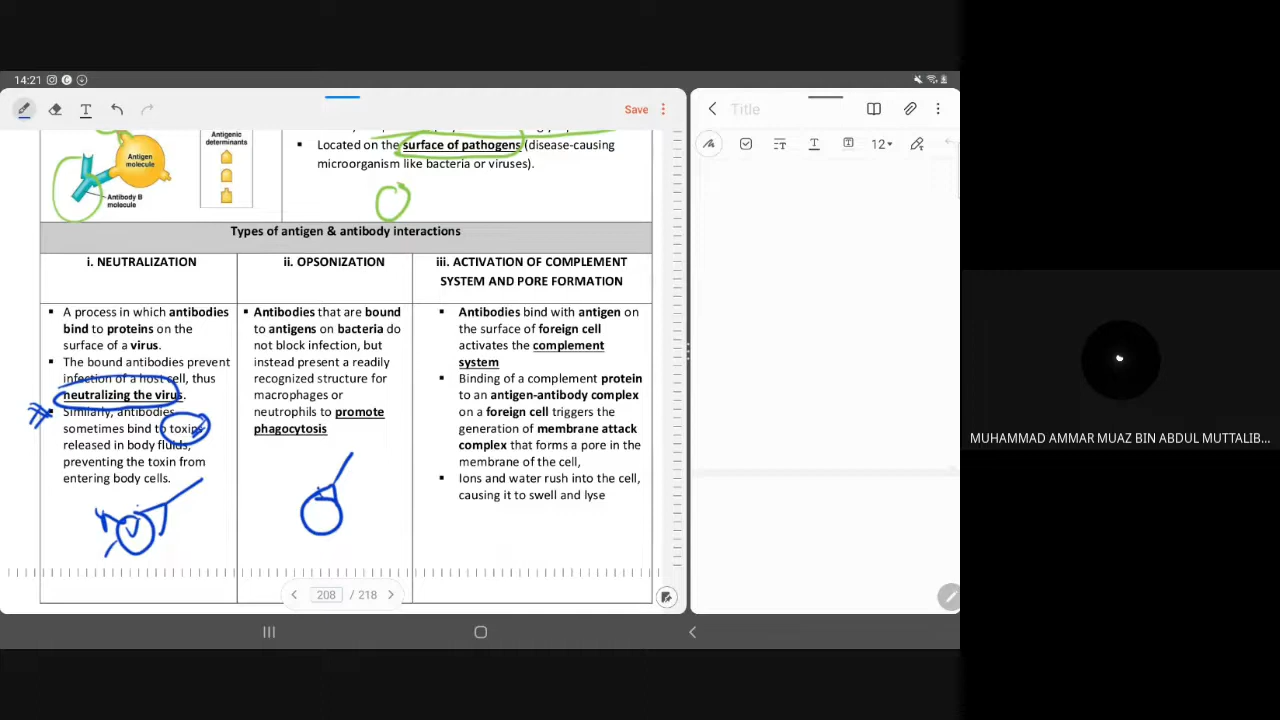 14:21
Save
Title
12
Antigenic
determinants
Antigen
molecule
Antibody B
molecule
Located on the surface of pathogens (disease-causing
microorganism like bacteria or viruses).
Types of antigen & antibody interactions
i. NEUTRALIZATION
ii. OPSONIZATION
iii. ACTIVATION OF COMPLEMENT
SYSTEM AND PORE FORMATION
▪ A process in which antibodies
bind to proteins on the
surface of a virus.
▪ The bound antibodies prevent
infection of a host cell, thus
neutralizing the virus.
▪ Similarly, antibodies
sometimes bind to toxins
released in body fluids,
preventing the toxin from
entering body cells.
▪ Antibodies that are bound
to antigens on bacteria do
not block infection, but
instead present a readily
recognized structure for
macrophages or
neutrophils to promote
phagocytosis
▪ Antibodies bind with antigen on
the surface of foreign cell
activates the complement
system
▪ Binding of a complement protein
to an antigen-antibody complex
on a foreign cell triggers the
generation of membrane attack
complex that forms a pore in the
membrane of the cell,
▪ Ions and water rush into the cell,
causing it to swell and lyse
208 / 218
MUHAMMAD AMMAR MUAZ BIN ABDUL MUTTALIB...